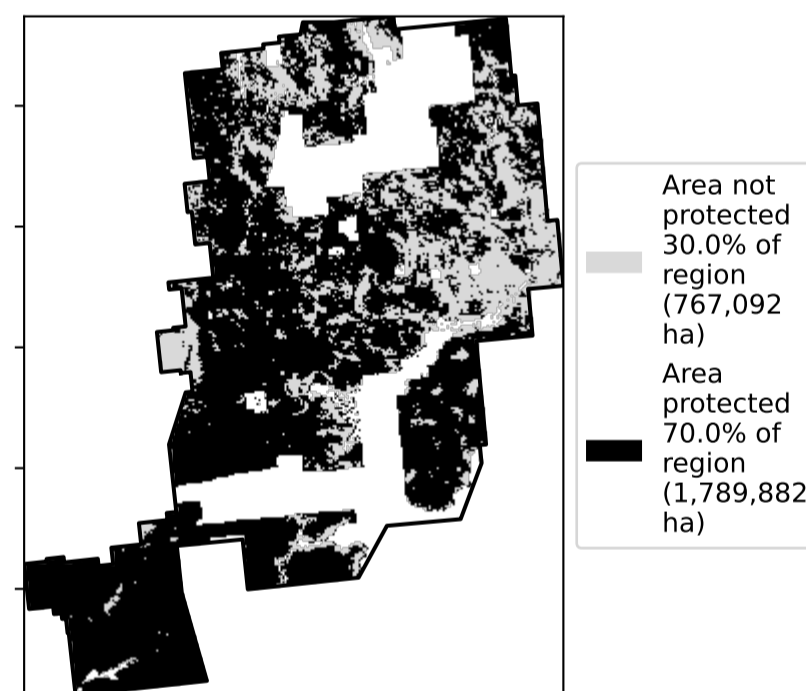 Area not
protected
30.0% of
region
(767,092
ha)
Area
protected
70.0% of
region
(1,789,882
ha)